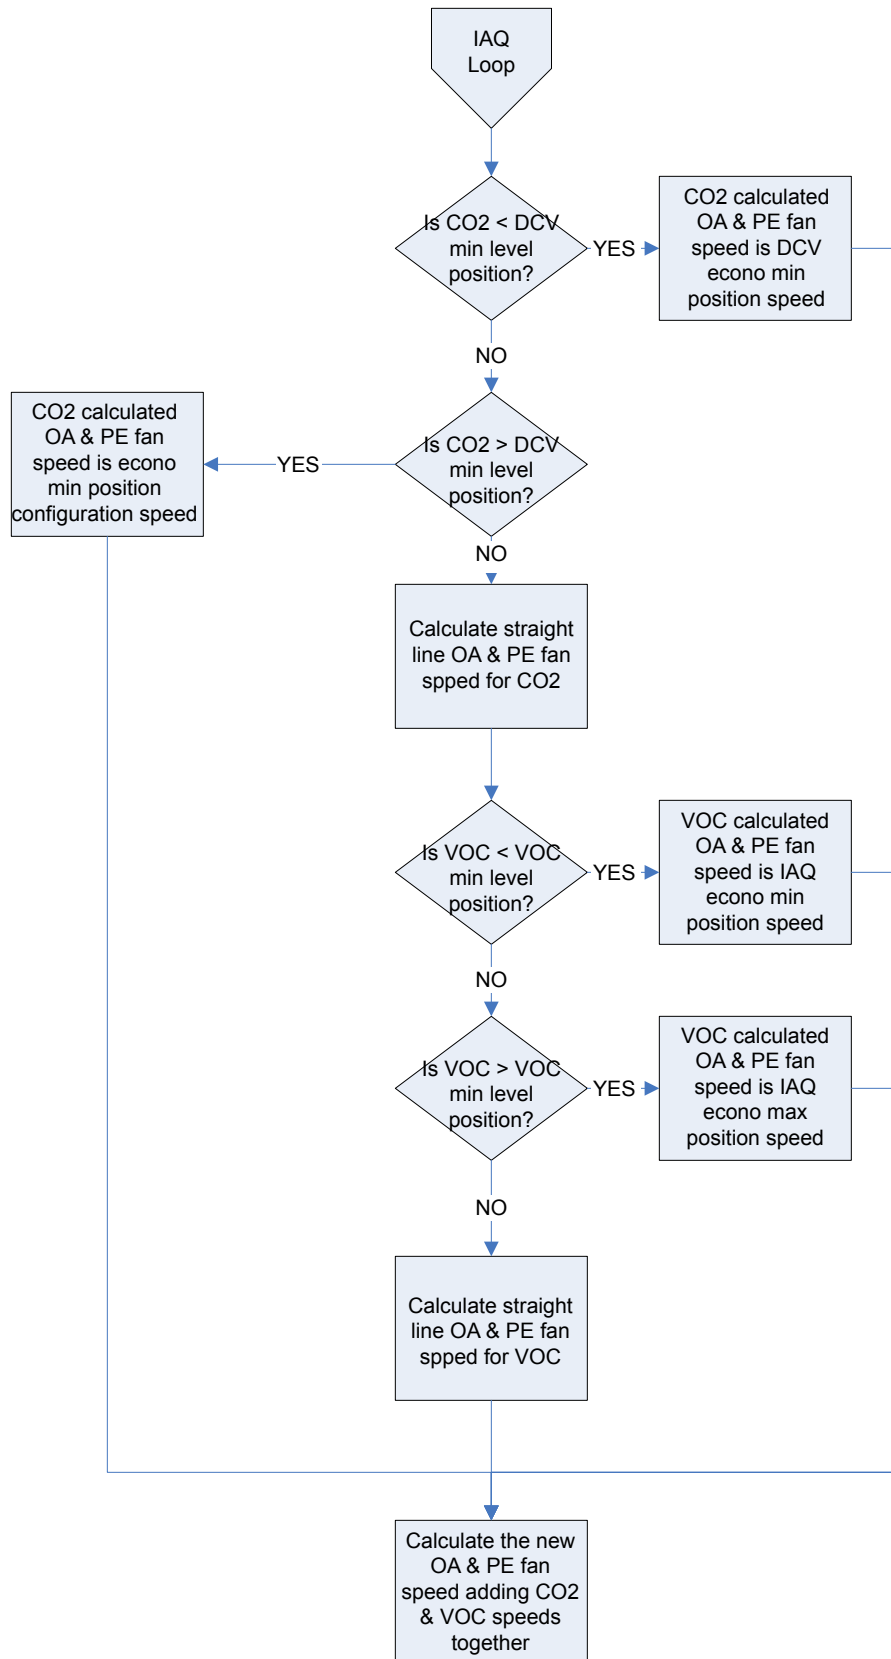 IAQ
Loop
Is CO2 < DCV
min level
position?
YES
CO2 calculated
OA & PE fan
speed is DCV
econo min
position speed
NO
CO2 calculated
OA & PE fan
speed is econo
min position
configuration speed
YES
Is CO2 > DCV
min level
position?
NO
Calculate straight
line OA & PE fan
spped for CO2
Is VOC < VOC
min level
position?
YES
VOC calculated
OA & PE fan
speed is IAQ
econo min
position speed
NO
Is VOC > VOC
min level
position?
YES
VOC calculated
OA & PE fan
speed is IAQ
econo max
position speed
NO
Calculate straight
line OA & PE fan
spped for VOC
Calculate the new
OA & PE fan
speed adding CO2
& VOC speeds
together